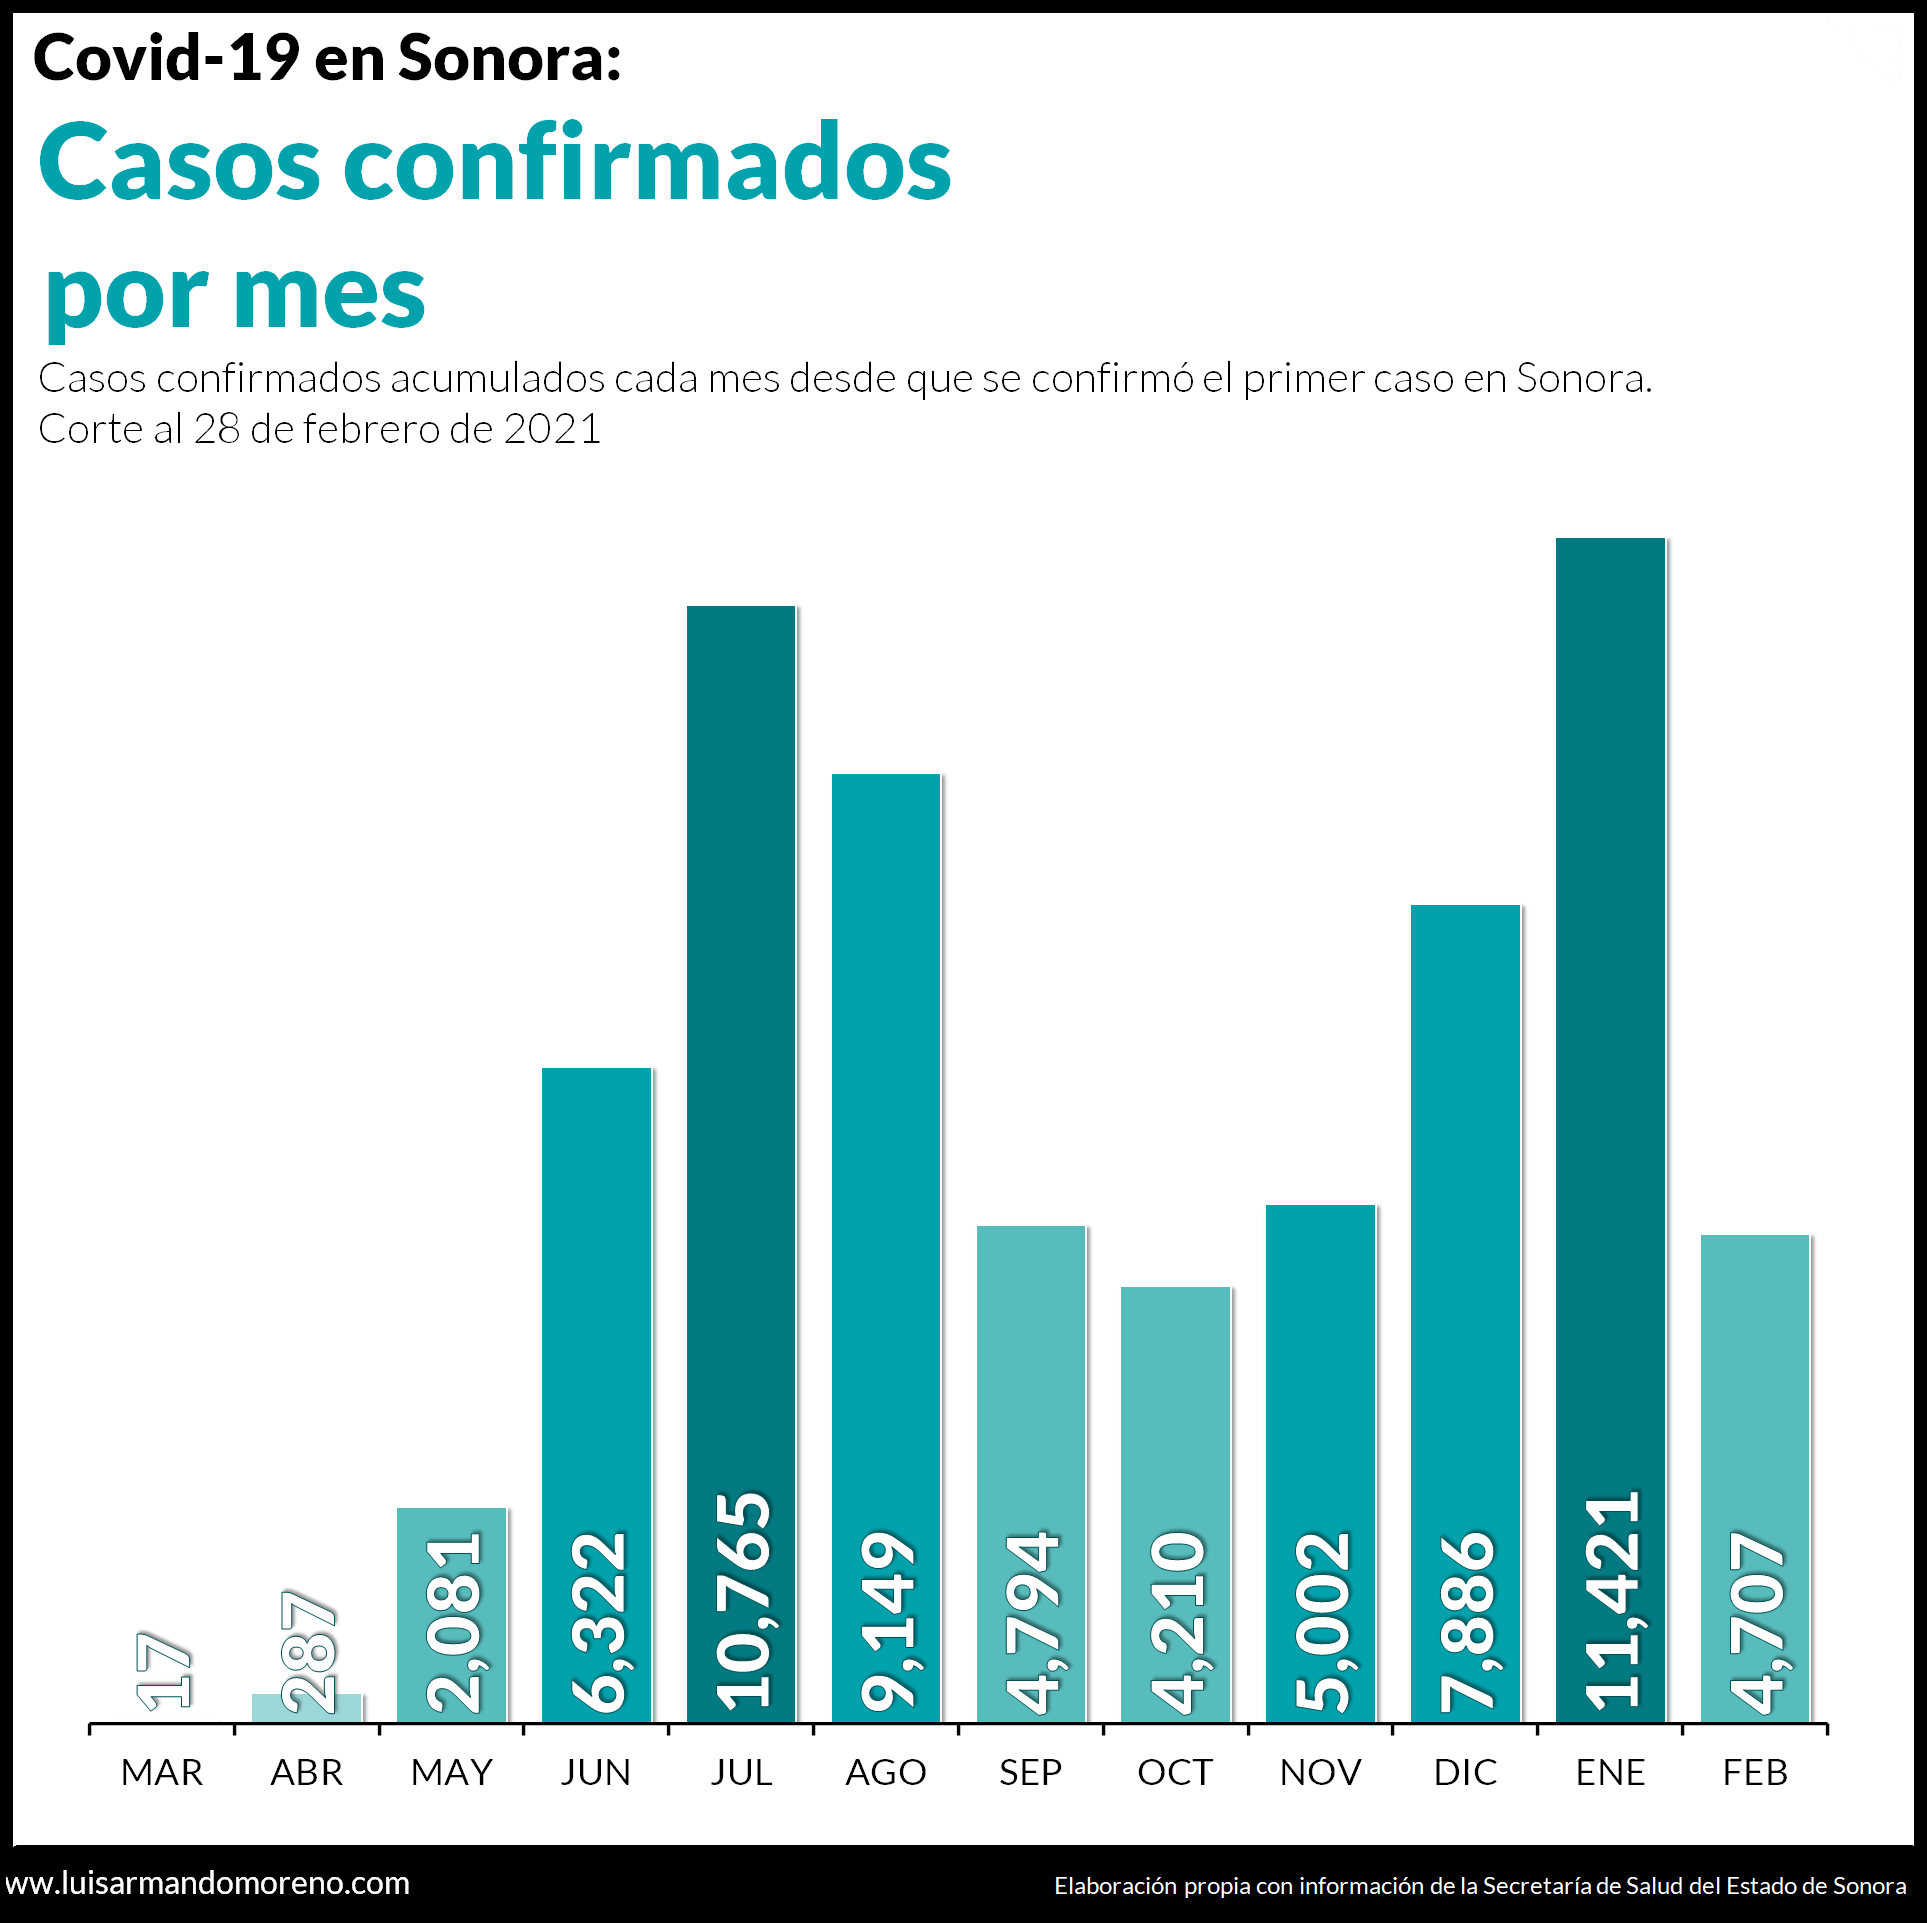 Covid-19 en Sonora:
Casos confirmados
por mes
Casos confirmados acumulados cada mes desde que se confirmó el primer caso en Sonora.
Corte al 28 de febrero de 2021
17
287
2,081
6,322
10,765
9,149
4,794
4,210
5,002
7,886
11,421
4,707
MAR ABR MAY JUN JUL AGO SEP OCT NOV DIC ENE FEB
ww.luisarmandomoreno.com
Elaboración propia con información de la Secretaría de Salud del Estado de Sonora